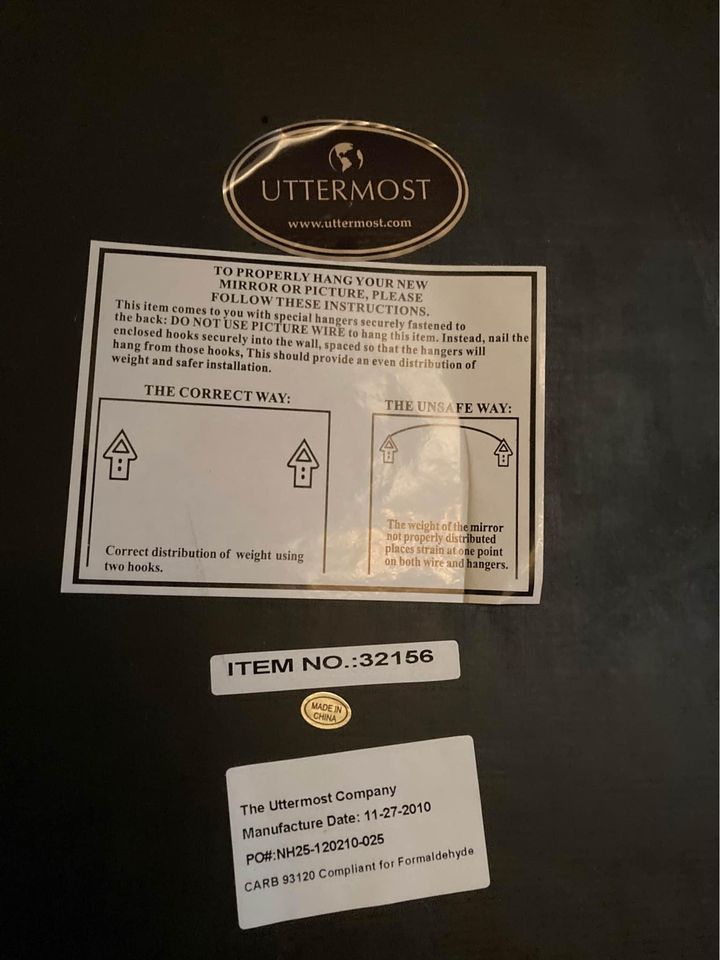 UTTERMOST
www.uttermost.com
TO PROPERLY HANG YOUR NEW
MIRROR OR PICTURE, PLEASE
FOLLOW THESE INSTRUCTIONS.
This item comes to you with special hangers securely fastened to
the back: DO NOT USE PICTURE WIRE to hang this item. Instead, nail the
enclosed hooks securely into the wall, spaced so that the hangers will
hang from those hooks, This should provide an even distribution of
weight and safer installation.
THE CORRECT WAY:
Correct distribution of weight using
two hooks.
THE UNSAFE WAY:
The weight of the mirror
not properly distributed
places strain at one point
on both wire and hangers.
ITEM NO.:32156
MADE IN
CHINA
The Uttermost Company
Manufacture Date: 11-27-2010
PO#:NH25-120210-025
CARB 93120 Compliant for Formaldehyde